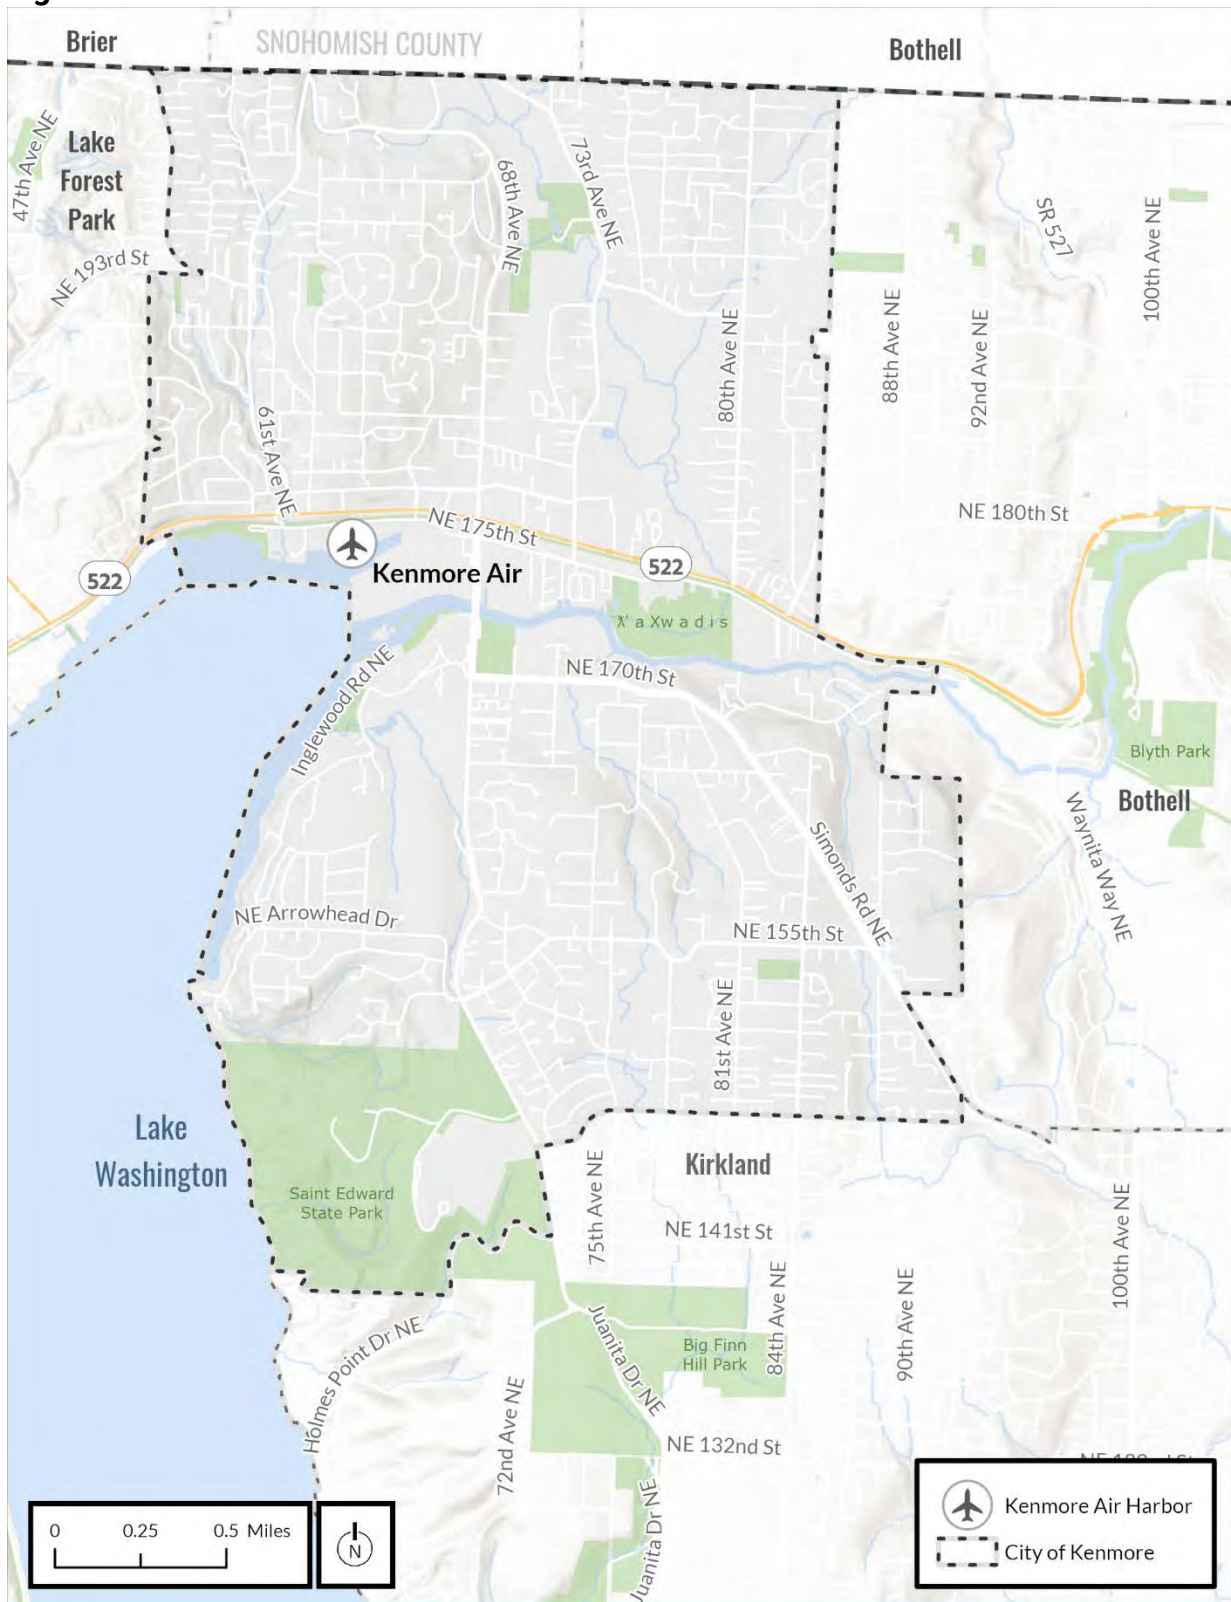 Brier
SNOHOMISH COUNTY
Bothell
47th Ave NE
Lake
Forest
Park
68th Ave NE
73rd Ave NE
SR 527
100th Ave NE
NE 193rd St
80th Ave NE
88th Ave NE
92nd Ave NE
61st Ave NE
NE 175th St
NE 180th St
522
Kenmore Air
522
ƛ' a Xw a d i s
Inglewood Rd NE
NE 170th St
Blyth Park
Bothell
Waynita Way NE
Simonds Rd NE
NE Arrowhead Dr
NE 155th St
81st Ave NE
Lake
Washington
Saint Edward
State Park
75th Ave NE
Kirkland
NE 141st St
100th Ave NE
84th Ave NE
90th Ave NE
Holmes Point Dr NE
Juanita Dr NE
Big Finn
Hill Park
72nd Ave NE
NE 132nd St
Juanita Dr NE
0 0.25 0.5 Miles
N
Kenmore Air Harbor
City of Kenmore